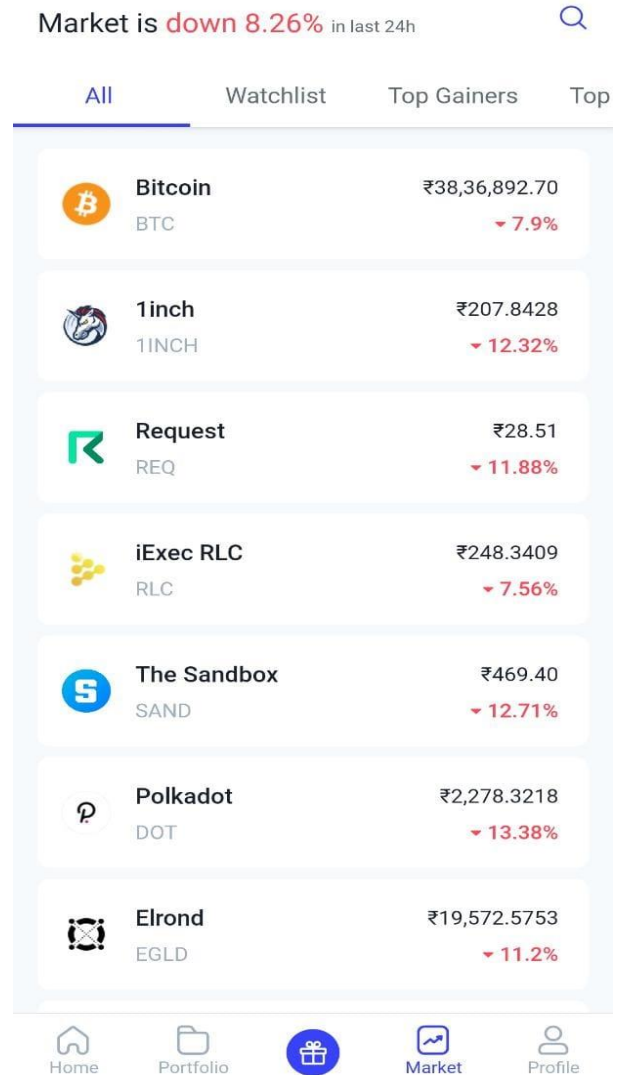 Market is down 8.26% in last 24h
All Watchlist Top Gainers Top
Bitcoin ₹38,36,892.70
BTC 7.9%
1inch ₹207.8428
1INCH 12.32%
Request ₹28.51
REQ 11.88%
iExec RLC ₹248.3409
RLC 7.56%
The Sandbox ₹469.40
SAND 12.71%
Polkadot ₹2,278.3218
DOT 13.38%
Elrond ₹19,572.5753
EGLD 11.2%
Home Portfolio Market Profile